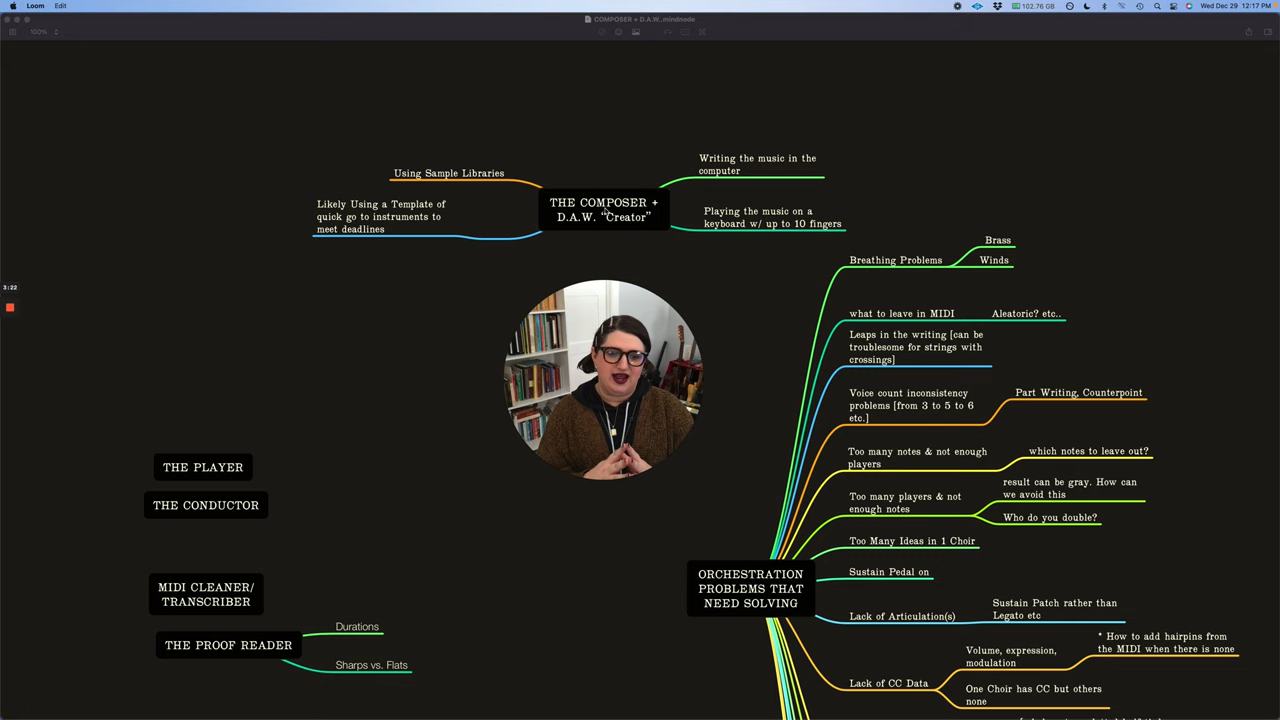 Loom Edit
102.76 GB
Wed Dec 29 12:17 PM
COMPOSER + D.A.W..mindnode
100%
Using Sample Libraries
Likely Using a Template of
quick go to instruments to
meet deadlines
THE COMPOSER +
D.A.W. “Creator”
Writing the music in the
computer
Playing the music on a
keyboard w/ up to 10 fingers
3:22
Breathing Problems
Brass
Winds
what to leave in MIDI
Aleatoric? etc..
Leaps in the writing [can be
troublesome for strings with
crossings]
Voice count inconsistency
problems [from 3 to 5 to 6
etc.]
Part Writing, Counterpoint
Too many notes & not enough
players
which notes to leave out?
Too many players & not
enough notes
result can be gray. How can
we avoid this
Who do you double?
Too Many Ideas in 1 Choir
Sustain Pedal on
ORCHESTRATION
PROBLEMS THAT
NEED SOLVING
Lack of Articulation(s)
Sustain Patch rather than
Legato etc
Lack of CC Data
Volume, expression,
modulation
* How to add hairpins from
the MIDI when there is none
One Choir has CC but others
none
THE PLAYER
THE CONDUCTOR
MIDI CLEANER/
TRANSCRIBER
THE PROOF READER
Durations
Sharps vs. Flats